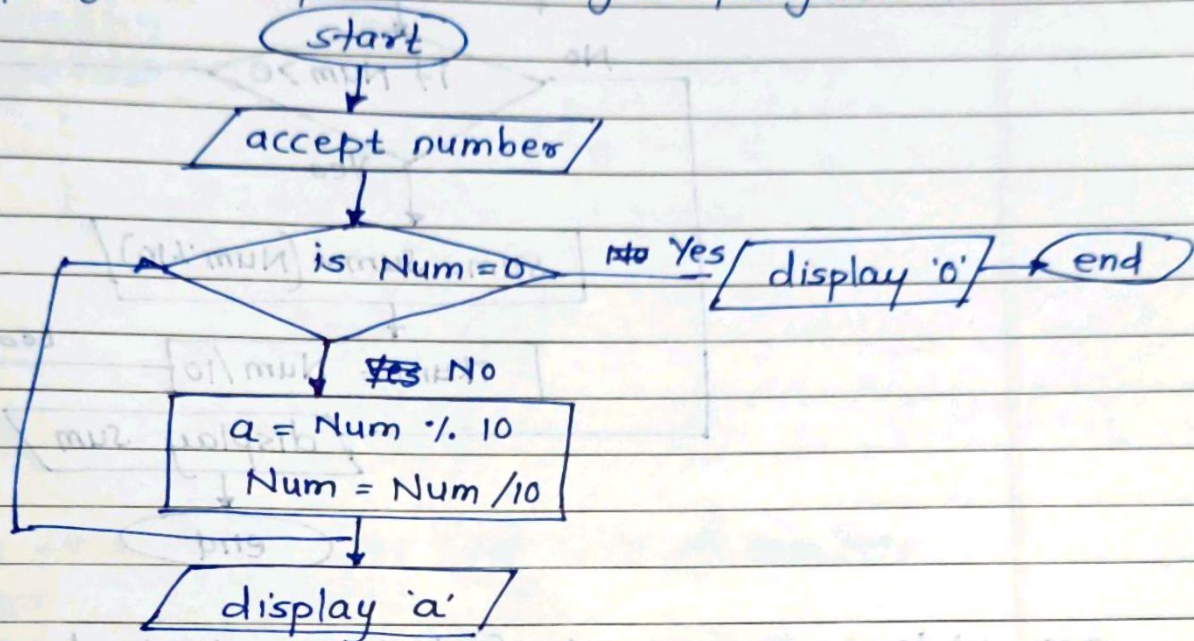 start
accept number
is Num = 0
Yes
display '0'
end
No
a = Num % 10
Num = Num /10
display 'a'